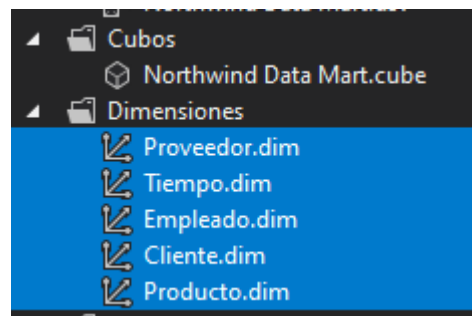 Cubos
Northwind Data Mart.cube
Dimensiones
Proveedor.dim
Tiempo.dim
Empleado.dim
Cliente.dim
Producto.dim